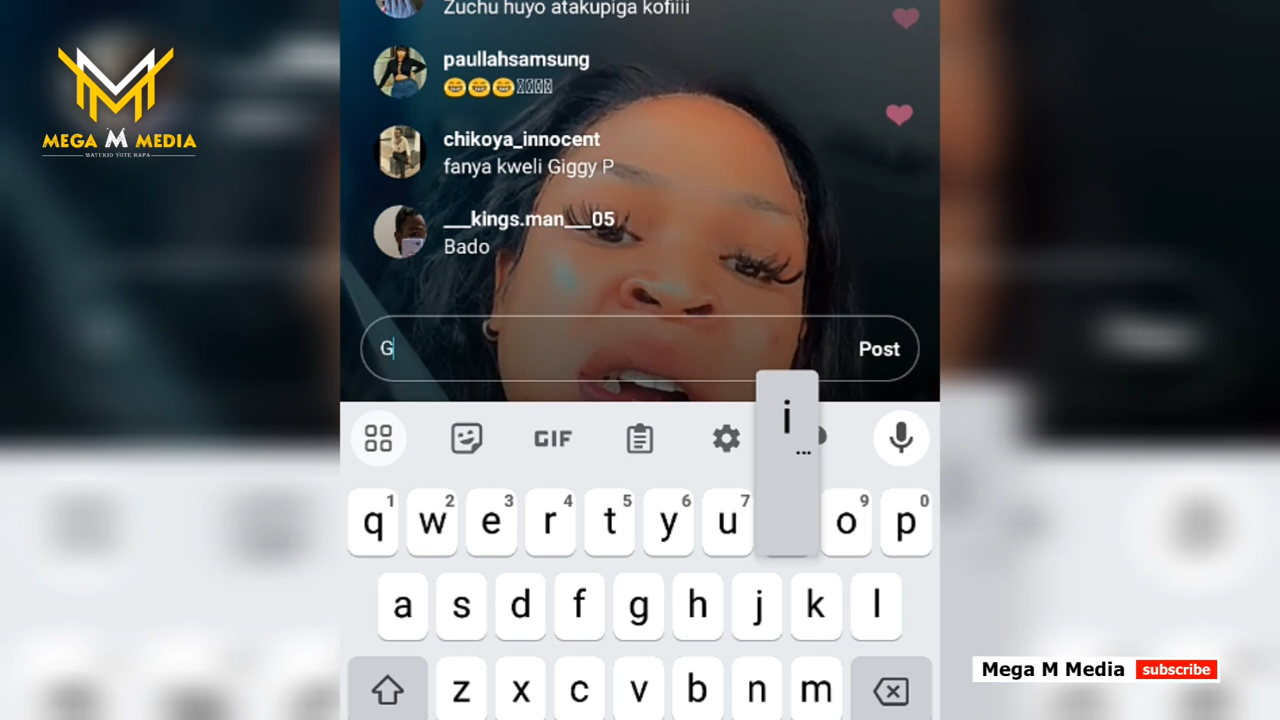 Zuchu huyo atakupiga kofiiii
paullahsamsung
😂😂😂
chikoya_innocent
fanya kweli Giggy P
___kings.man___05
Bado
G
Post
i
...
GIF
1 2 3 4 5 6 7 9 0
q w e r t y u o p
a s d f g h j k l
z x c v b n m
MEGA M MEDIA
MATUKIO YOTE HAPA
Mega M Media
subscribe